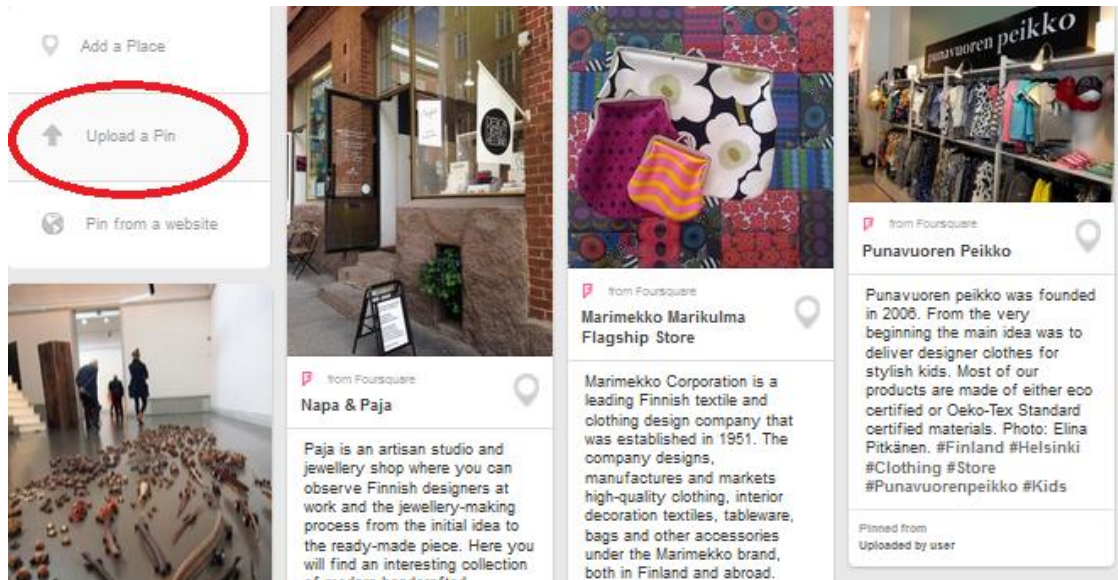 Add a Place
Upload a Pin
Pin from a website
from Foursquare
Napa & Paja
Paja is an artisan studio and
jewellery shop where you can
observe Finnish designers at
work and the jewellery-making
process from the initial idea to
the ready-made piece. Here you
will find an interesting collection
from Foursquare
Marimekko Marikulma
Flagship Store
Marimekko Corporation is a
leading Finnish textile and
clothing design company that
was established in 1951. The
company designs,
manufactures and markets
high-quality clothing, interior
decoration textiles, tableware,
bags and other accessories
under the Marimekko brand,
both in Finland and abroad.
punavuoren peikko
from Foursquare
Punavuoren Peikko
Punavuoren peikko was founded
in 2006. From the very
beginning the main idea was to
deliver designer clothes for
stylish kids. Most of our
products are made of either eco
certified or Oeko-Tex Standard
certified materials. Photo: Elina
Pitkänen. #Finland #Helsinki
#Clothing #Store
#Punavuorenpeikko #Kids
Pinned from
Uploaded by user